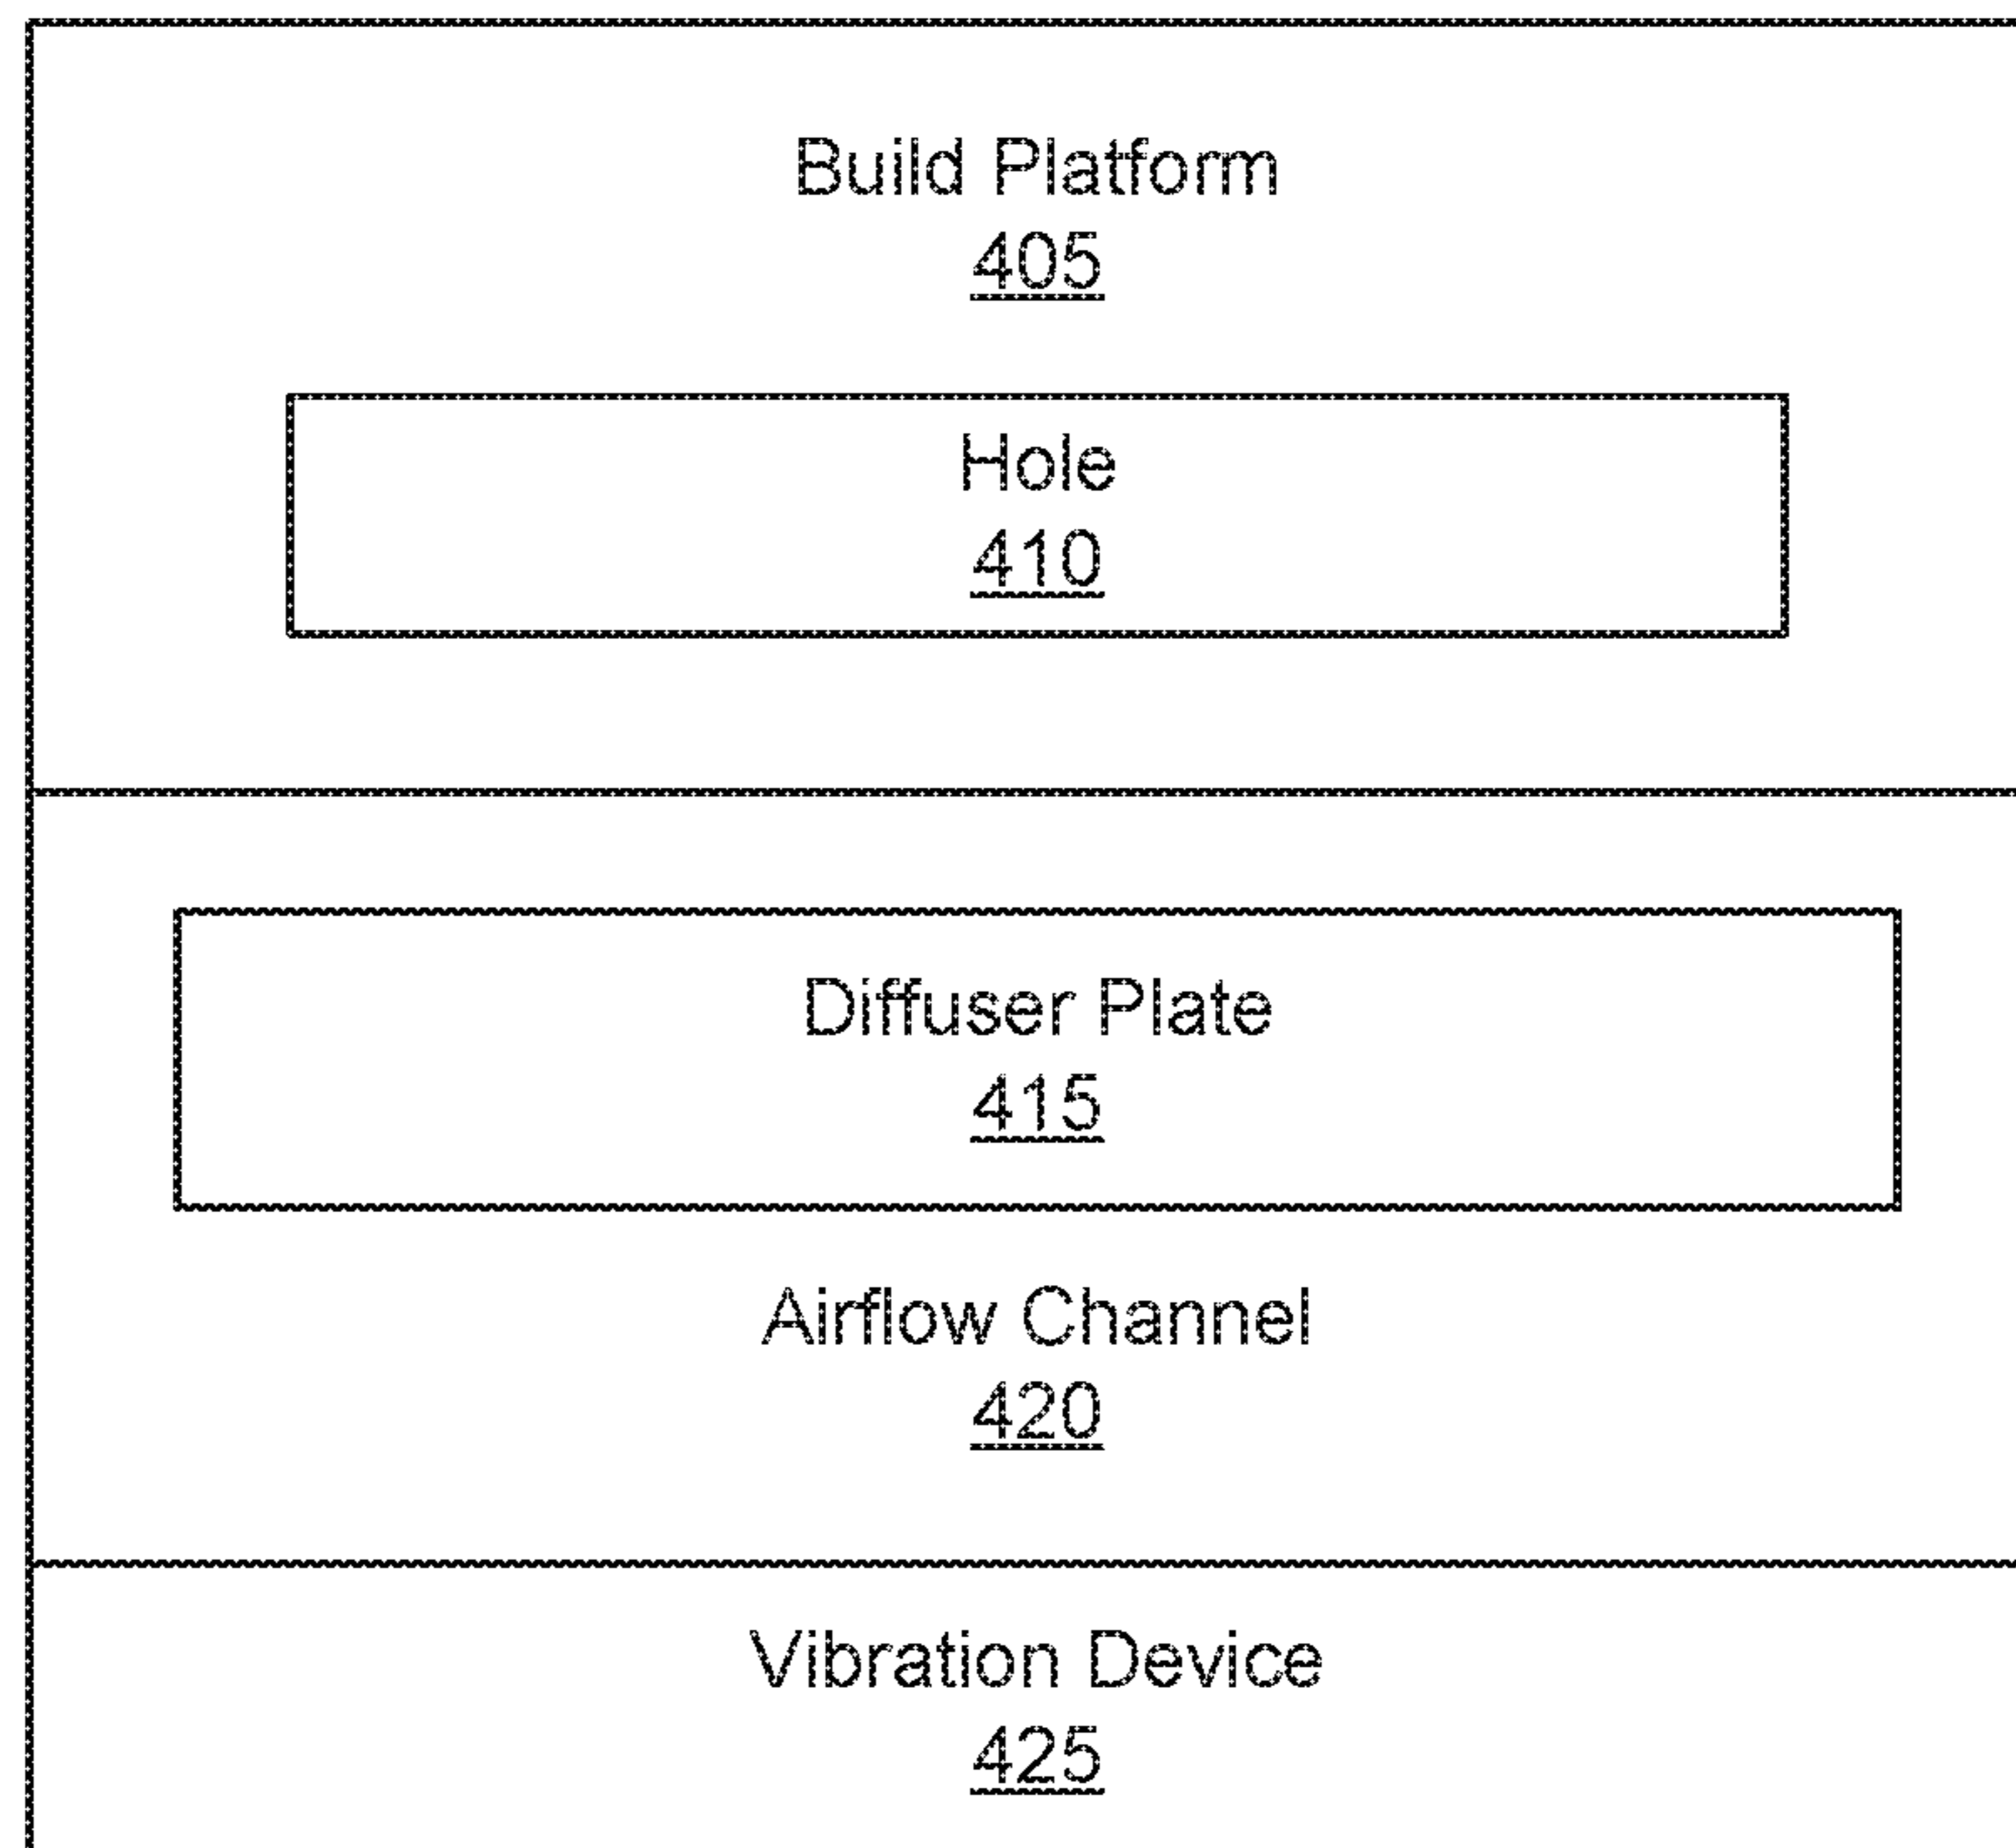 Build Platform
405
Hole
410
Diffuser Plate
415
Airflow Channel
420
Vibration Device
425